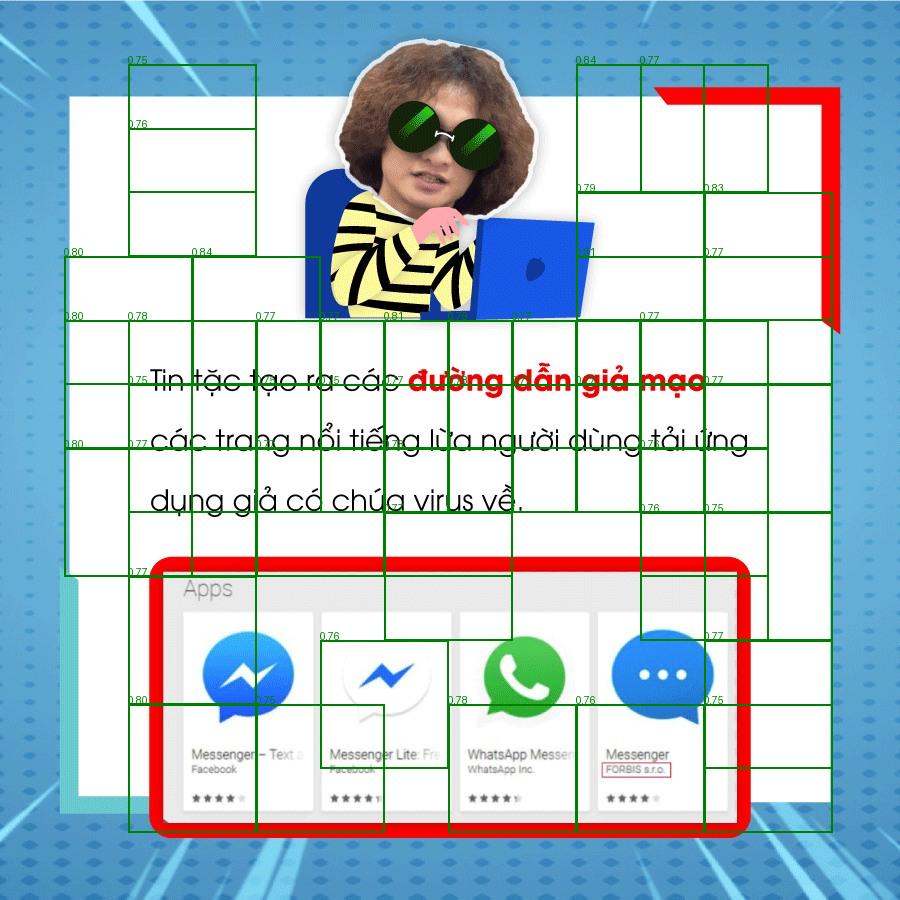 Tin tặc tạo ra các đường dẫn giả mạo
các trang nổi tiếng lừa người dùng tải ứng
dụng giả có chứa virus về.
Apps
Messenger – Text a
Facebook
Messenger Lite: Fre
Facebook
WhatsApp Messen
WhatsApp Inc.
Messenger
FORBIS s.r.o.